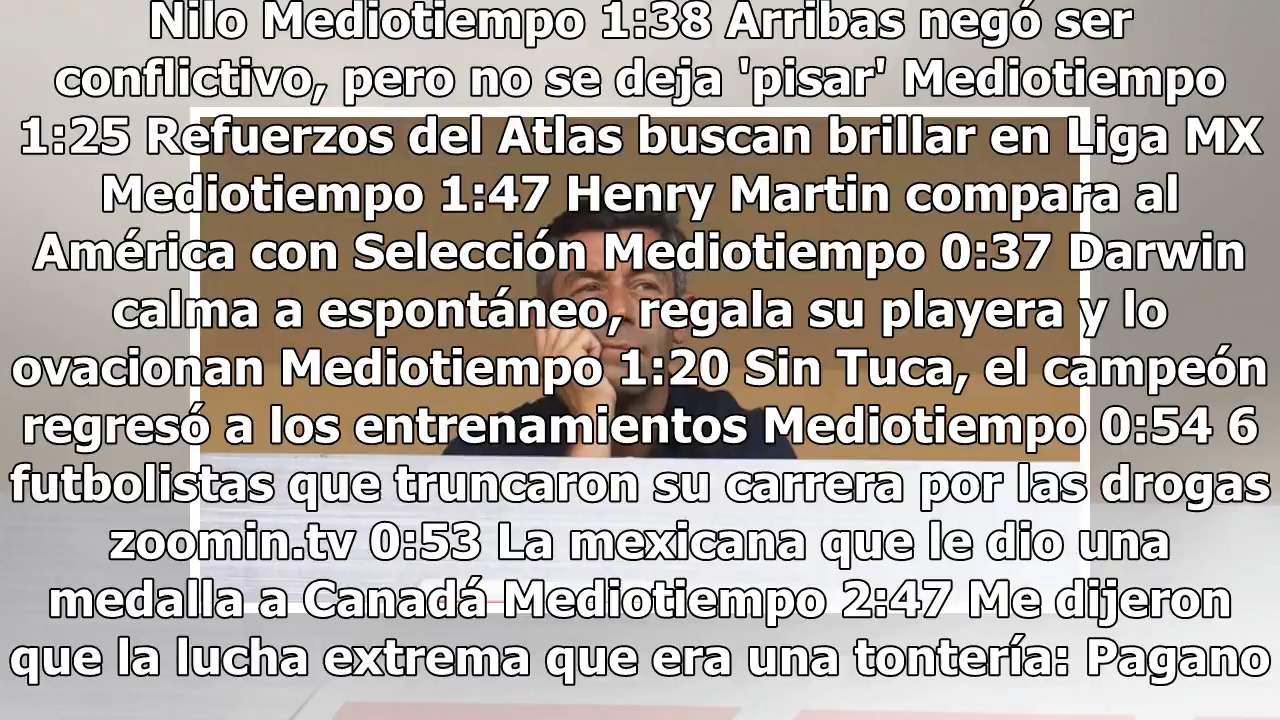 Nilo Mediotiempo 1:38 Arribas negó ser
conflictivo, pero no se deja 'pisar' Mediotiempo
1:25 Refuerzos del Atlas buscan brillar en Liga MX
Mediotiempo 1:47 Henry Martin compara al
América con Selección Mediotiempo 0:37 Darwin
calma a espontáneo, regala su playera y lo
ovacionan Mediotiempo 1:20 Sin Tuca, el campeón
regresó a los entrenamientos Mediotiempo 0:54 6
futbolistas que truncaron su carrera por las drogas
zoomin.tv 0:53 La mexicana que le dio una
medalla a Canadá Mediotiempo 2:47 Me dijeron
que la lucha extrema que era una tontería: Pagano